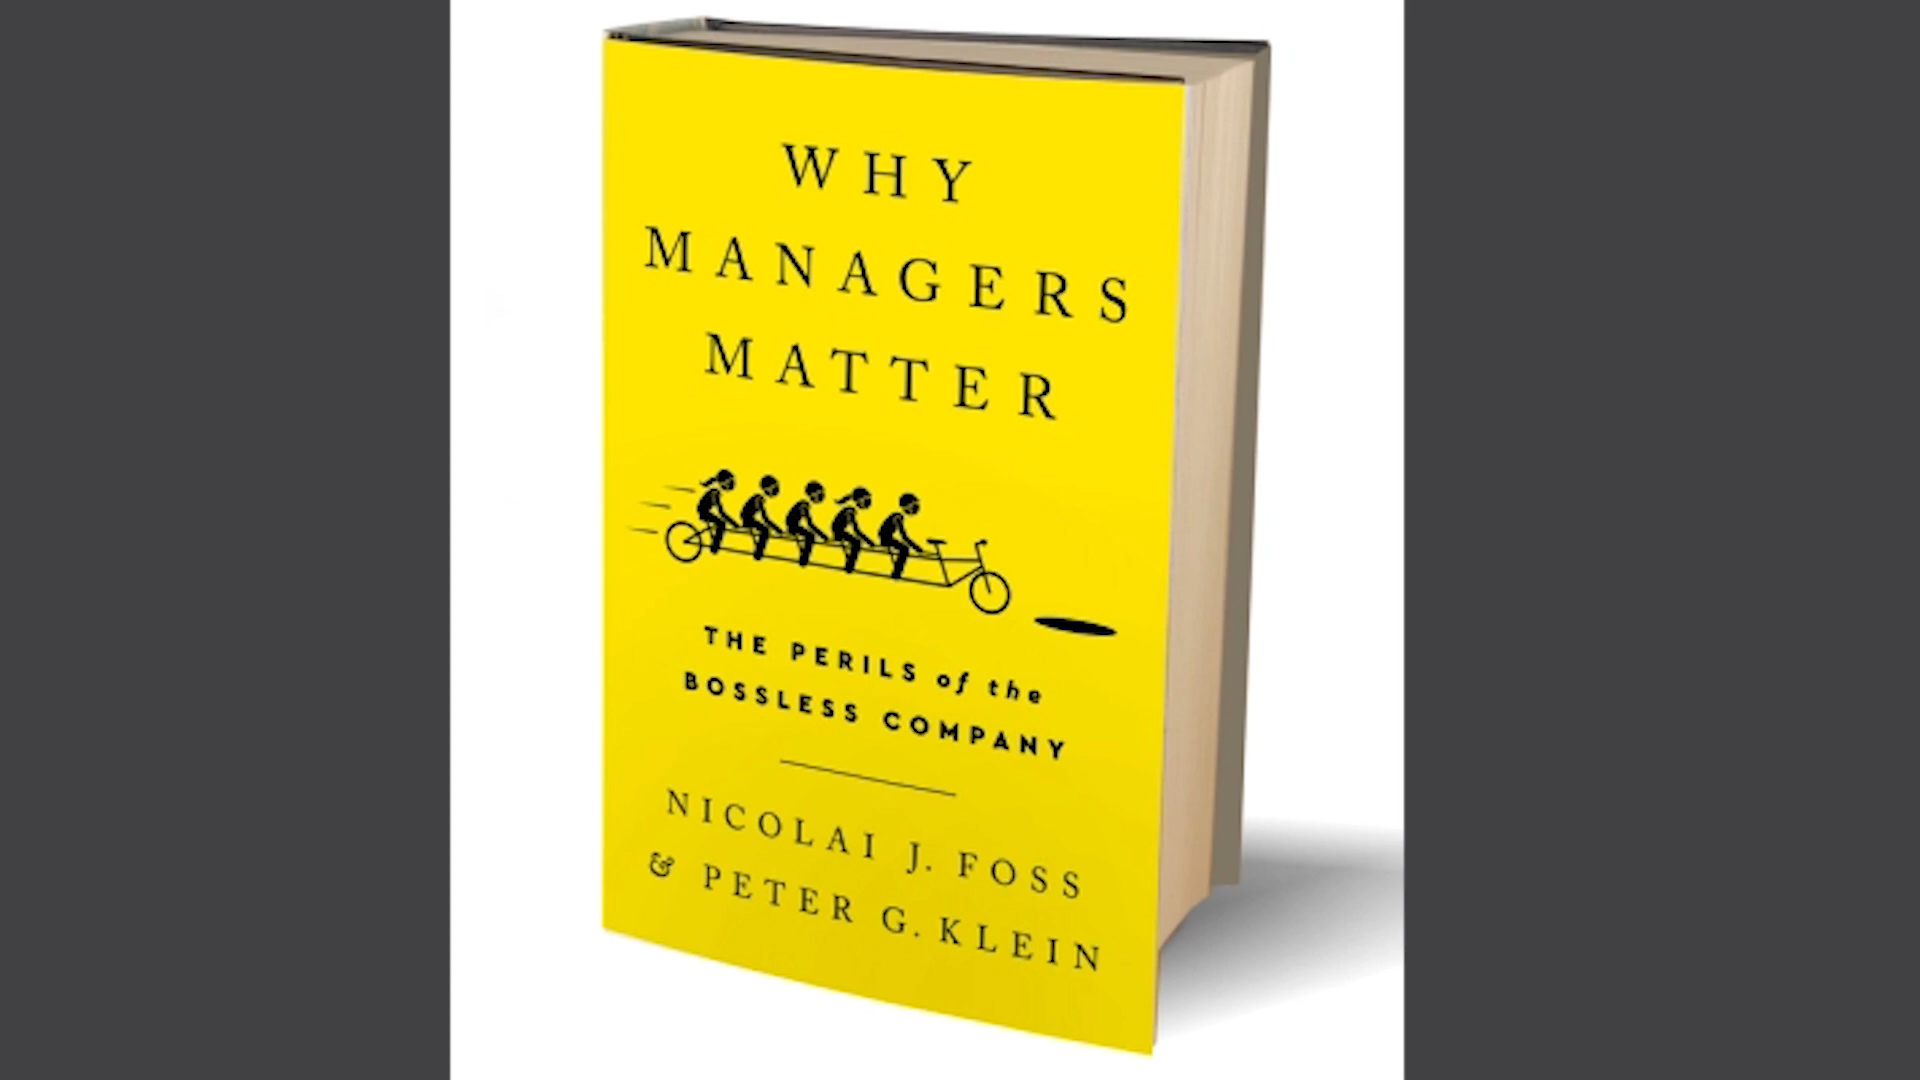 WHY
MANAGERS
MATTER
THE PERILS of the
BOSSLESS COMPANY
NICOLAI J. FOSS
& PETER G. KLEIN